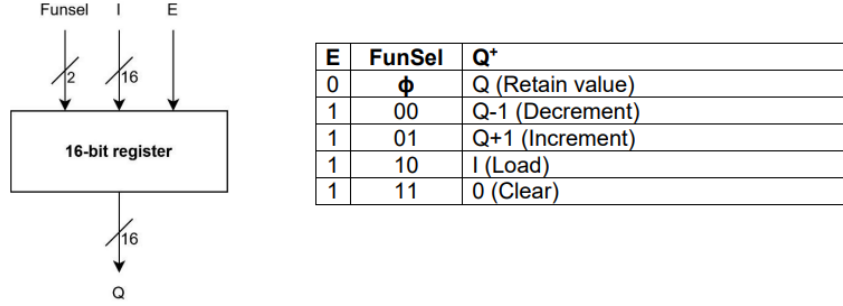 Funsel I E
2 16
16-bit register
16
Q
E FunSel Q⁺
0 ϕ Q (Retain value)
1 00 Q-1 (Decrement)
1 01 Q+1 (Increment)
1 10 I (Load)
1 11 0 (Clear)